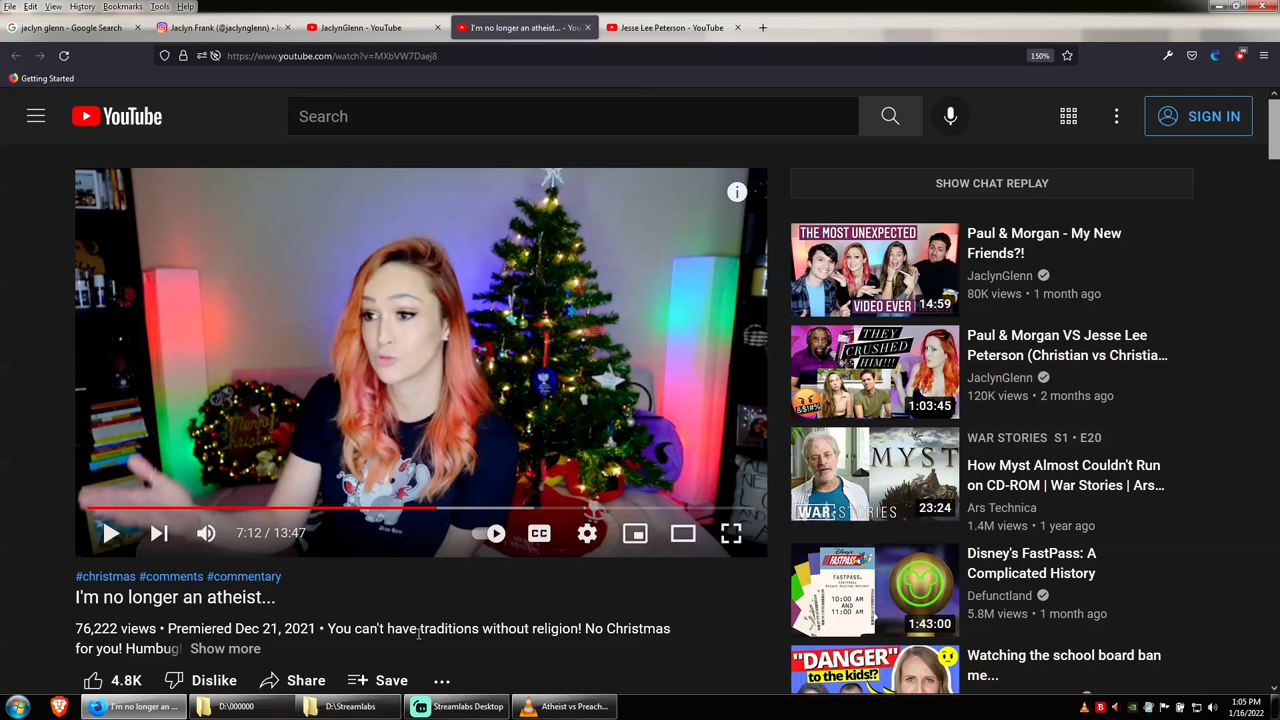 File Edit View History Bookmarks Tools Help
jaclyn glenn - Google Search
Jaclyn Frank (@jaclynglenn) •
JaclynGlenn - YouTube
I'm no longer an atheist... - You
Jesse Lee Peterson - YouTube
https://www.youtube.com/watch?v=MXbVW7Daej8
150%
Getting Started
YouTube
Search
SIGN IN
SHOW CHAT REPLAY
THE MOST UNEXPECTED
VIDEO EVER
14:59
Paul & Morgan - My New
Friends?!
JaclynGlenn
80K views • 1 month ago
THEY
CRUSHED
HIM!!!
&$!#%
1:03:45
Paul & Morgan VS Jesse Lee
Peterson (Christian vs Christia...
JaclynGlenn
120K views • 2 months ago
MYST
WAR STORIES
23:24
WAR STORIES S1 • E20
How Myst Almost Couldn't Run
on CD-ROM | War Stories | Ars...
Ars Technica
1.4M views • 1 year ago
FASTPASS
10:00 AM
AND
11:00 AM
1:43:00
Disney's FastPass: A
Complicated History
Defunctland
5.8M views • 1 month ago
"DANGER"
to the kids!?
Watching the school board ban
me...
7:12 / 13:47
CC
#christmas #comments #commentary
I'm no longer an atheist...
76,222 views • Premiered Dec 21, 2021 • You can't have traditions without religion! No Christmas
for you! Humbug! Show more
4.8K Dislike Share Save
I'm no longer an ...
D:\000000
D:\Streamlabs
Streamlabs Desktop
Atheist vs Preach...
1:05 PM
1/16/2022